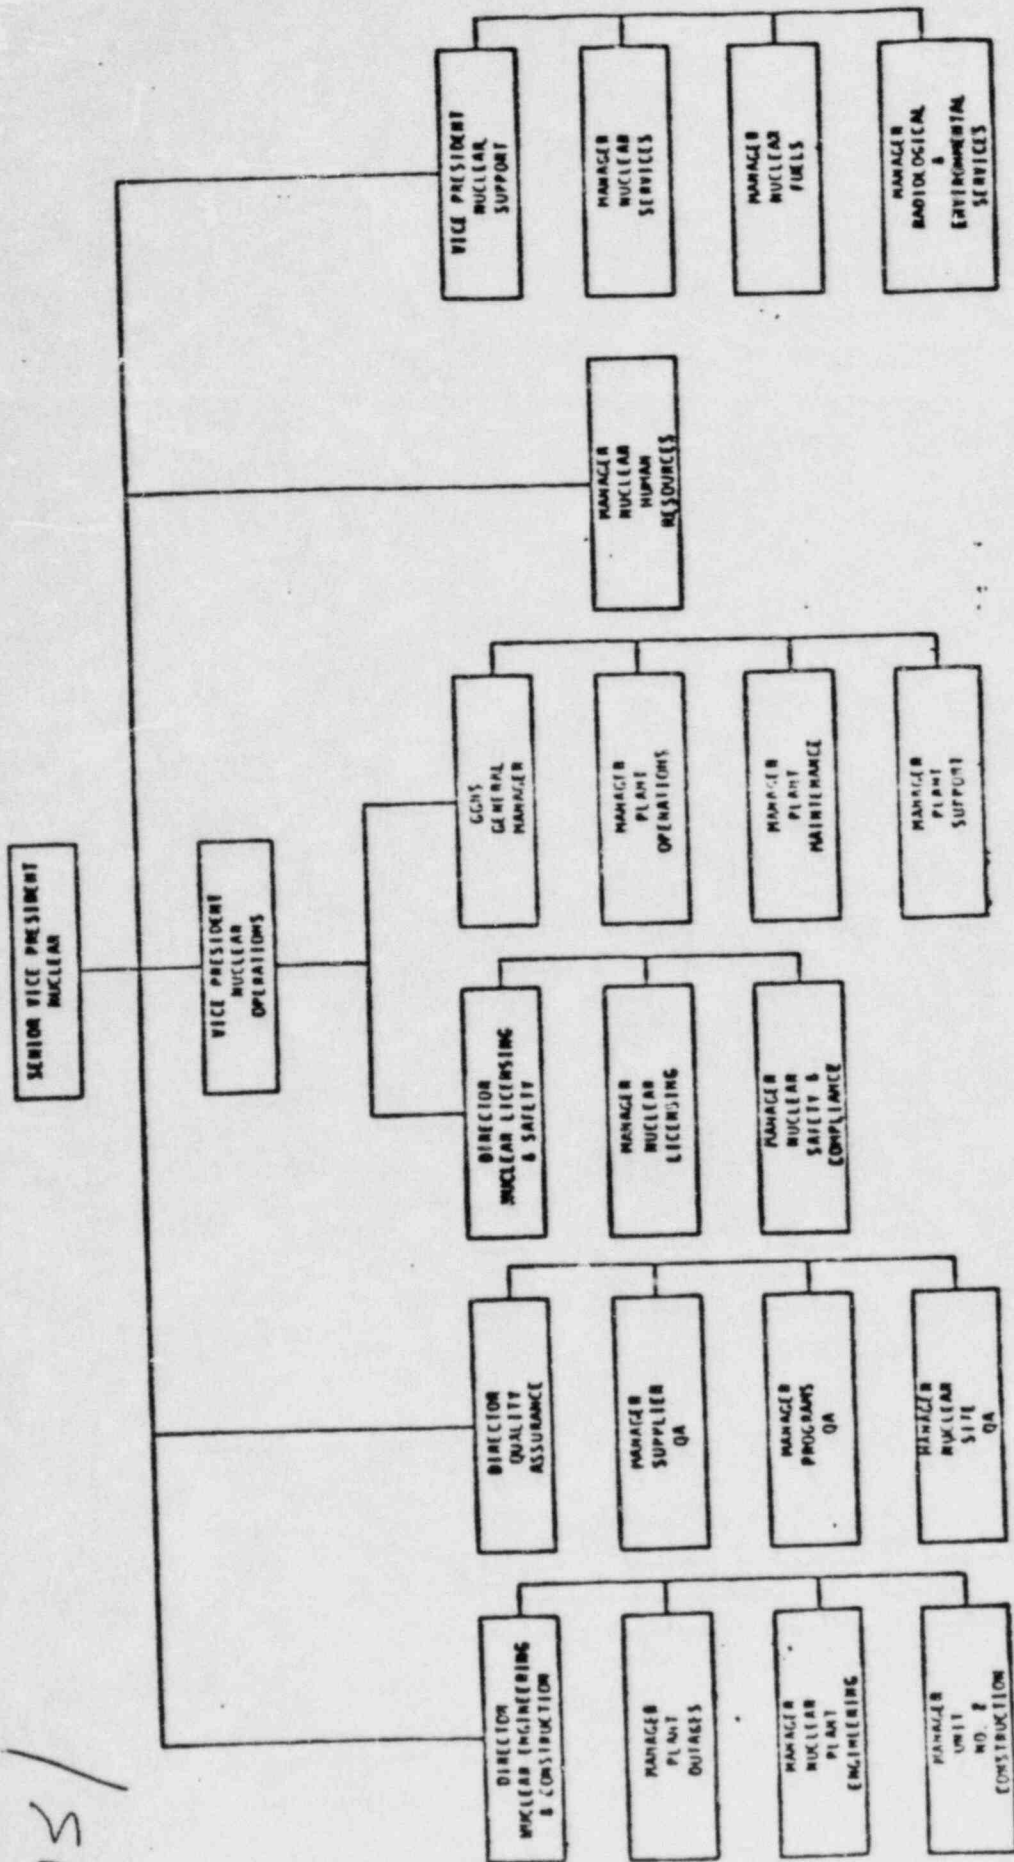 SENIOR VICE PRESIDENT
NUCLEAR
VICE PRESIDENT
NUCLEAR
OPERATIONS
DIRECTOR
NUCLEAR ENGINEERING
& CONSTRUCTION
MANAGER
PLANT
OUTAGES
MANAGER
NUCLEAR
PLANT
ENGINEERING
MANAGER
UNIT
NO. 2
CONSTRUCTION
DIRECTOR
QUALITY
ASSURANCE
MANAGER
SUPPLIER
QA
MANAGER
PROGRAMS
QA
MANAGER
NUCLEAR
SITE
QA
DIRECTOR
NUCLEAR LICENSING
& SAFETY
MANAGER
NUCLEAR
LICENSING
MANAGER
NUCLEAR
SAFETY &
COMPLIANCE
GGNS
GENERAL
MANAGER
MANAGER
PLANT
OPERATIONS
MANAGER
PLANT
MAINTENANCE
MANAGER
PLANT
SUPPORT
MANAGER
NUCLEAR
HUMAN
RESOURCES
VICE PRESIDENT
NUCLEAR
SUPPORT
MANAGER
NUCLEAR
SERVICES
MANAGER
NUCLEAR
FUELS
MANAGER
RADIOLOGICAL
&
ENVIRONMENTAL
SERVICES